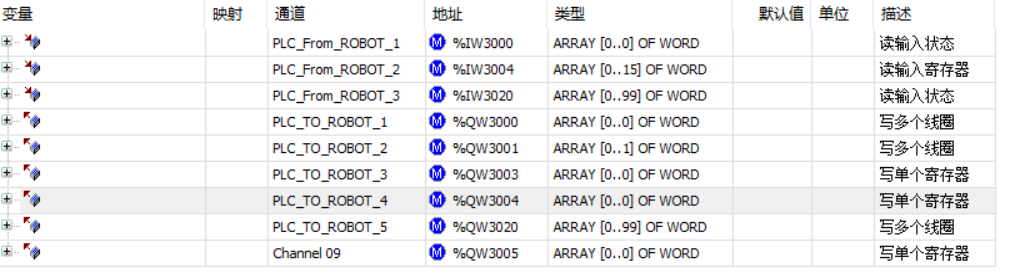 变量 映射 通道 地址 类型 默认值 单位 描述
PLC_From_ROBOT_1 M %IW3000 ARRAY [0..0] OF WORD 读输入状态
PLC_From_ROBOT_2 M %IW3004 ARRAY [0..15] OF WORD 读输入寄存器
PLC_From_ROBOT_3 M %IW3020 ARRAY [0..99] OF WORD 读输入状态
PLC_TO_ROBOT_1 M %QW3000 ARRAY [0..0] OF WORD 写多个线圈
PLC_TO_ROBOT_2 M %QW3001 ARRAY [0..1] OF WORD 写多个线圈
PLC_TO_ROBOT_3 M %QW3003 ARRAY [0..0] OF WORD 写单个寄存器
PLC_TO_ROBOT_4 M %QW3004 ARRAY [0..0] OF WORD 写单个寄存器
PLC_TO_ROBOT_5 M %QW3020 ARRAY [0..99] OF WORD 写多个线圈
Channel 09 M %QW3005 ARRAY [0..0] OF WORD 写单个寄存器